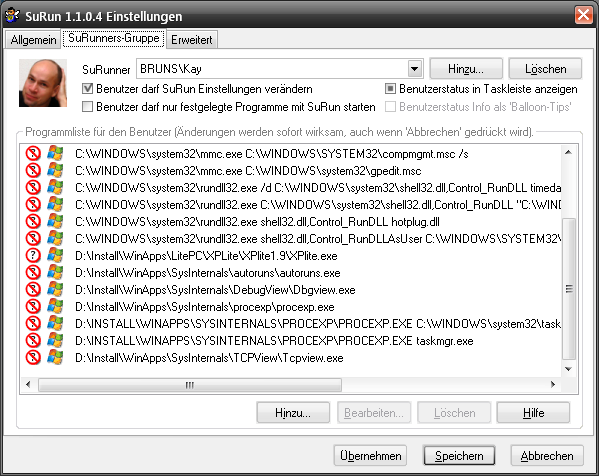 SuRun 1.1.0.4 Einstellungen
Allgemein SuRunners-Gruppe Erweitert
SuRunner BRUNS\Kay Hinzu... Löschen
Benutzer darf SuRun Einstellungen verändern Benutzerstatus in Taskleiste anzeigen
Benutzer darf nur festgelegte Programme mit SuRun starten Benutzerstatus Info als 'Balloon-Tips'
Programmliste für den Benutzer (Änderungen werden sofort wirksam, auch wenn 'Abbrechen' gedrückt wird).
C:\WINDOWS\system32\mmc.exe C:\WINDOWS\SYSTEM32\compmgmt.msc /s
C:\WINDOWS\system32\mmc.exe C:\WINDOWS\system32\gpedit.msc
C:\WINDOWS\system32\rundll32.exe /d C:\WINDOWS\system32\shell32.dll,Control_RunDLL timeda
C:\WINDOWS\system32\rundll32.exe C:\WINDOWS\system32\shell32.dll,Control_RunDLL "C:\WIND
C:\WINDOWS\system32\rundll32.exe shell32.dll,Control_RunDLL hotplug.dll
C:\WINDOWS\system32\rundll32.exe shell32.dll,Control_RunDLLAsUser C:\WINDOWS\SYSTEM32
D:\Install\WinApps\LitePC\XPLite\XPlite1.9\XPlite.exe
D:\Install\WinApps\SysInternals\autoruns\autoruns.exe
D:\Install\WinApps\SysInternals\DebugView\Dbgview.exe
D:\Install\WinApps\SysInternals\procexp\procexp.exe
D:\INSTALL\WINAPPS\SYSINTERNALS\PROCEXP\PROCEXP.EXE C:\WINDOWS\system32\task
D:\INSTALL\WINAPPS\SYSINTERNALS\PROCEXP\PROCEXP.EXE taskmgr.exe
D:\Install\WinApps\SysInternals\TCPView\Tcpview.exe
Hinzu... Bearbeiten... Löschen Hilfe
Übernehmen Speichern Abbrechen